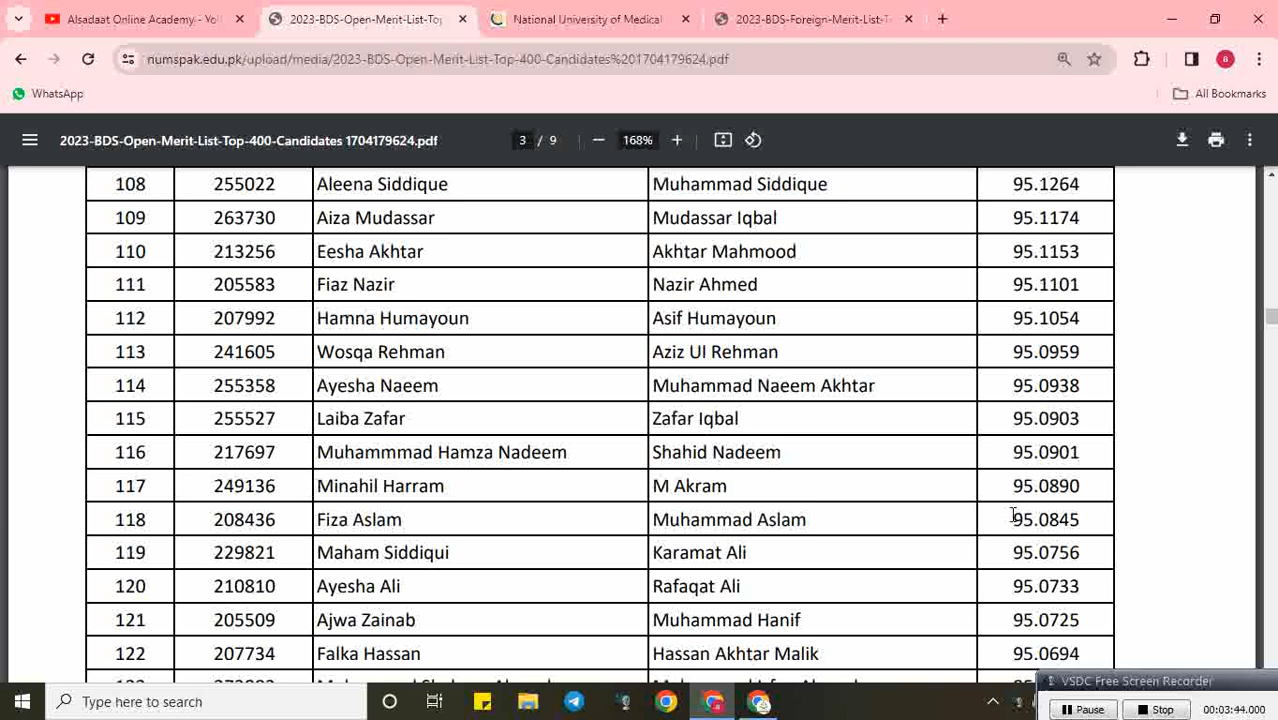 Alsadaat Online Academy - Yo
2023-BDS-Open-Merit-List-To
National University of Medical
2023-BDS-Foreign-Merit-List-T
numspak.edu.pk/upload/media/2023-BDS-Open-Merit-List-Top-400-Candidates%201704179624.pdf
a
WhatsApp
All Bookmarks
2023-BDS-Open-Merit-List-Top-400-Candidates 1704179624.pdf
3 / 9
168%
108 255022 Aleena Siddique Muhammad Siddique 95.1264
109 263730 Aiza Mudassar Mudassar Iqbal 95.1174
110 213256 Eesha Akhtar Akhtar Mahmood 95.1153
111 205583 Fiaz Nazir Nazir Ahmed 95.1101
112 207992 Hamna Humayoun Asif Humayoun 95.1054
113 241605 Wosqa Rehman Aziz Ul Rehman 95.0959
114 255358 Ayesha Naeem Muhammad Naeem Akhtar 95.0938
115 255527 Laiba Zafar Zafar Iqbal 95.0903
116 217697 Muhammmad Hamza Nadeem Shahid Nadeem 95.0901
117 249136 Minahil Harram M Akram 95.0890
118 208436 Fiza Aslam Muhammad Aslam 95.0845
119 229821 Maham Siddiqui Karamat Ali 95.0756
120 210810 Ayesha Ali Rafaqat Ali 95.0733
121 205509 Ajwa Zainab Muhammad Hanif 95.0725
122 207734 Falka Hassan Hassan Akhtar Malik 95.0694
VSDC Free Screen Recorder
Type here to search
Pause
Stop
00:03:44.000